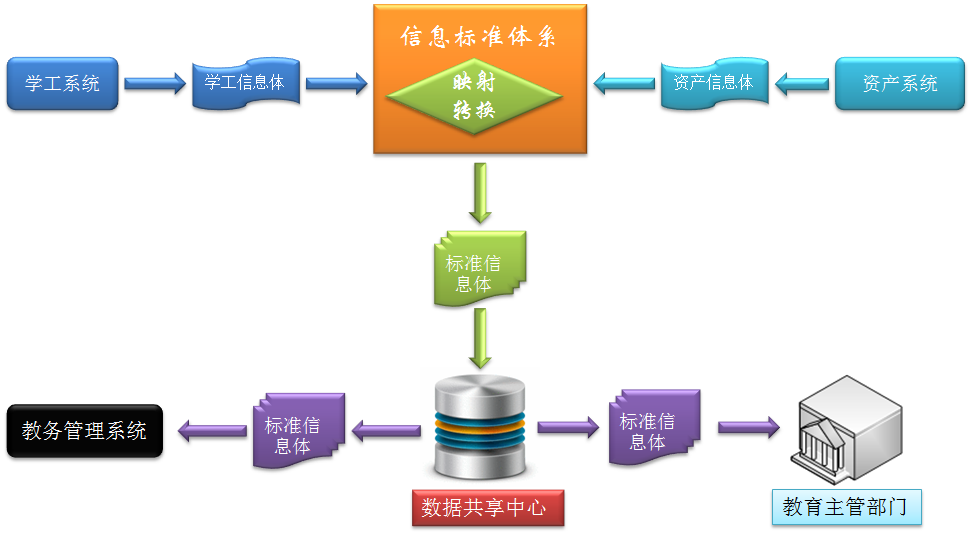 信息标准体系
学工系统
学工信息体
映射
转换
资产信息体
资产系统
标准信
息体
教务管理系统
标准信
息体
标准信
息体
数据共享中心
教育主管部门